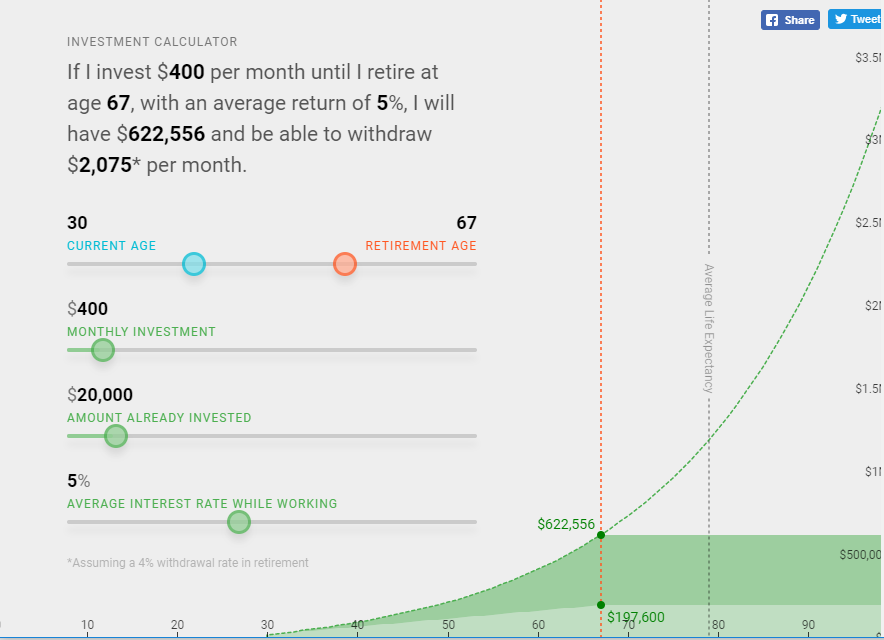 Share
Tweet
INVESTMENT CALCULATOR
If I invest $400 per month until I retire at
age 67, with an average return of 5%, I will
have $622,556 and be able to withdraw
$2,075* per month.
30
67
CURRENT AGE
RETIREMENT AGE
$400
MONTHLY INVESTMENT
$20,000
AMOUNT ALREADY INVESTED
5%
AVERAGE INTEREST RATE WHILE WORKING
*Assuming a 4% withdrawal rate in retirement
$3.5
$3
$2.5
$2
Average Life Expectancy
$1.5
$1
$622,556
$500,00
$197,600
10
20
30
40
50
60
70
80
90